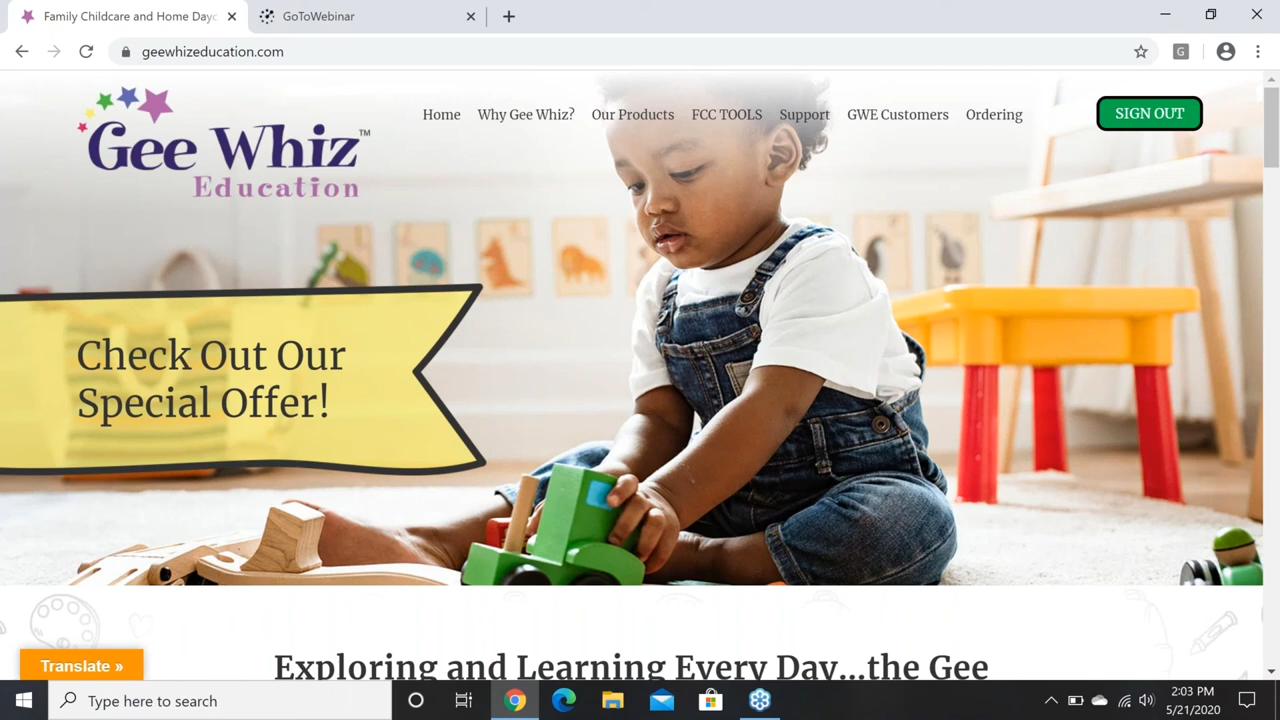 Family Childcare and Home Dayc
GoToWebinar
geewhizeducation.com
G
Gee Whiz™
Education
Home
Why Gee Whiz?
Our Products
FCC TOOLS
Support
GWE Customers
Ordering
SIGN OUT
Check Out Our
Special Offer!
Exploring and Learning Every Day...the Gee
Translate »
Type here to search
2:03 PM
5/21/2020